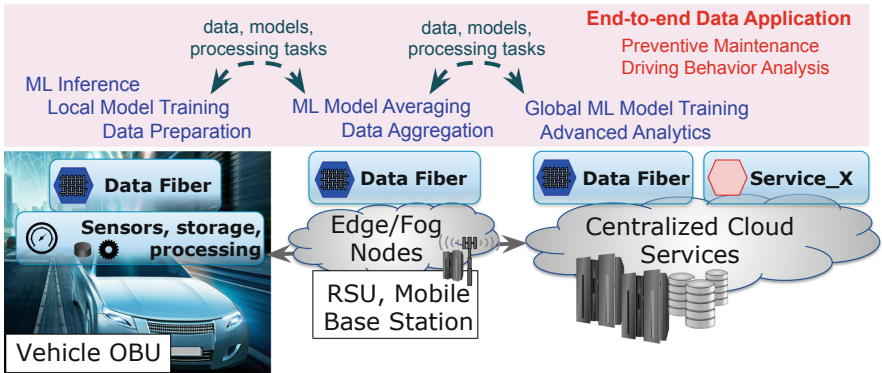 End-to-end Data Application
Preventive Maintenance
Driving Behavior Analysis
data, models,
processing tasks
data, models,
processing tasks
ML Inference
Local Model Training
Data Preparation
ML Model Averaging
Data Aggregation
Global ML Model Training
Advanced Analytics
Data Fiber
Data Fiber
Data Fiber
Service_X
Sensors, storage,
processing
Edge/Fog
Nodes
Centralized Cloud
Services
RSU, Mobile
Base Station
Vehicle OBU